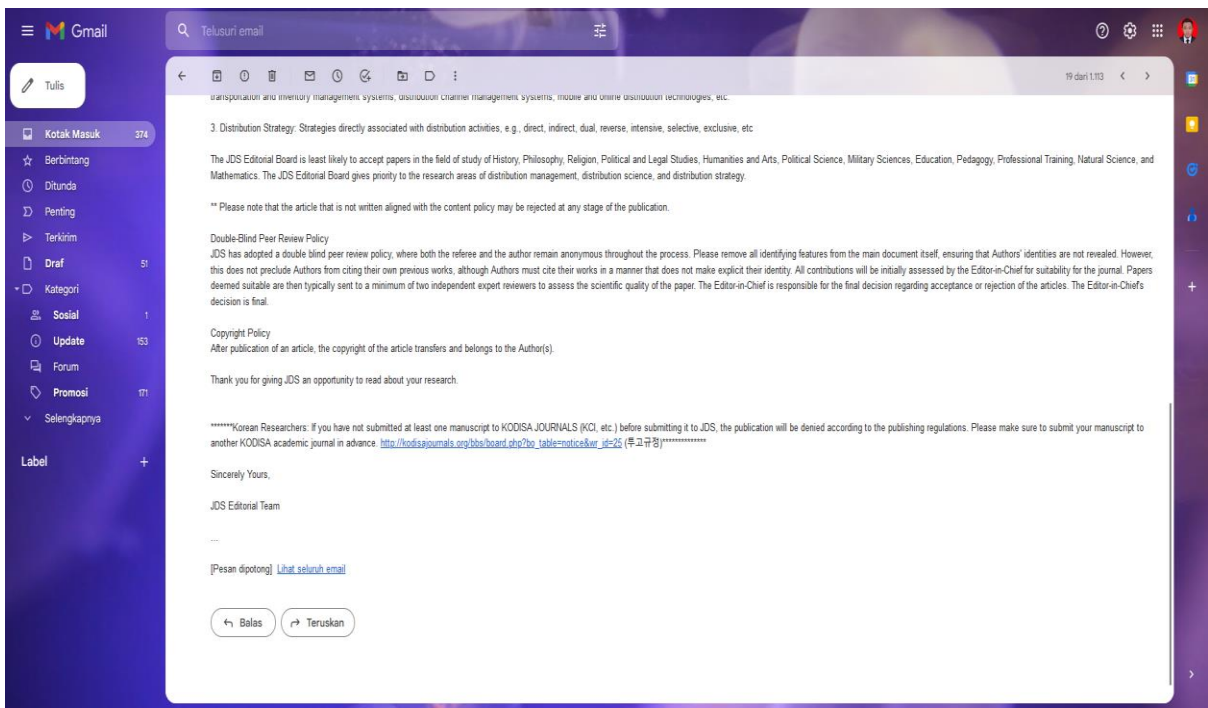 Gmail
Telusuri email
Tulis
19 dari 1.113
Kotak Masuk 374
Berbintang
Ditunda
Penting
Terkirim
Draf 51
Kategori
Sosial 1
Update 153
Forum
Promosi 171
Selengkapnya
Label +
transportation and inventory management systems, distribution channel management systems, mobile and online distribution technologies, etc.
3. Distribution Strategy: Strategies directly associated with distribution activities, e.g., direct, indirect, dual, reverse, intensive, selective, exclusive, etc
The JDS Editorial Board is least likely to accept papers in the field of study of History, Philosophy, Religion, Political and Legal Studies, Humanities and Arts, Political Science, Military Sciences, Education, Pedagogy, Professional Training, Natural Science, and
Mathematics. The JDS Editorial Board gives priority to the research areas of distribution management, distribution science, and distribution strategy.
** Please note that the article that is not written aligned with the content policy may be rejected at any stage of the publication.
Double-Blind Peer Review Policy
JDS has adopted a double blind peer review policy, where both the referee and the author remain anonymous throughout the process. Please remove all identifying features from the main document itself, ensuring that Authors' identities are not revealed. However,
this does not preclude Authors from citing their own previous works, although Authors must cite their works in a manner that does not make explicit their identity. All contributions will be initially assessed by the Editor-in-Chief for suitability for the journal. Papers
deemed suitable are then typically sent to a minimum of two independent expert reviewers to assess the scientific quality of the paper. The Editor-in-Chief is responsible for the final decision regarding acceptance or rejection of the articles. The Editor-in-Chief's
decision is final.
Copyright Policy
After publication of an article, the copyright of the article transfers and belongs to the Author(s).
Thank you for giving JDS an opportunity to read about your research.
*******Korean Researchers: If you have not submitted at least one manuscript to KODISA JOURNALS (KCI, etc.) before submitting it to JDS, the publication will be denied according to the publishing regulations. Please make sure to submit your manuscript to
another KODISA academic journal in advance. http://kodisajournals.org/bbs/board.php?bo_table=notice&wr_id=25 (투고규정)**************
Sincerely Yours,
JDS Editorial Team
...
[Pesan dipotong] Lihat seluruh email
Balas
Teruskan